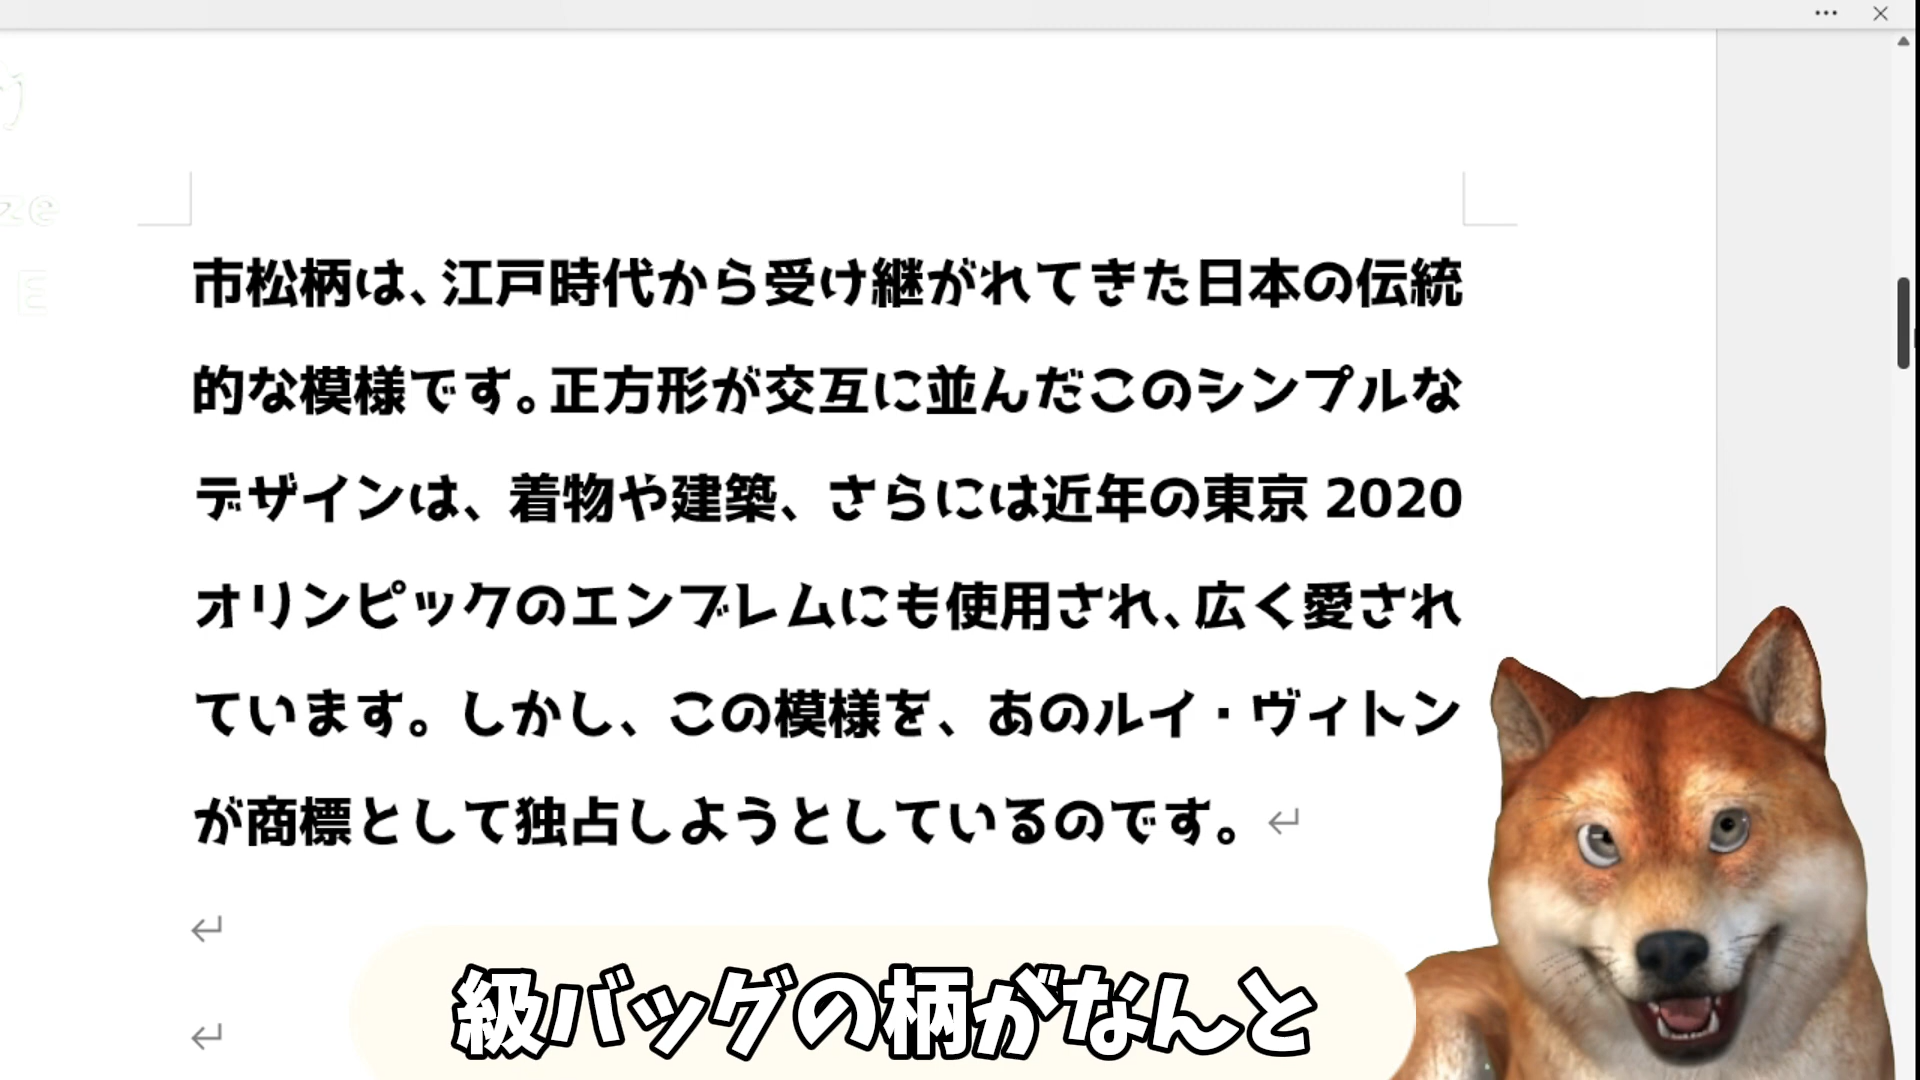 市松柄は、江戸時代から受け継がれてきた日本の伝統
的な模様です。正方形が交互に並んだこのシンプルな
デザインは、着物や建築、さらには近年の東京 2020
オリンピックのエンブレムにも使用され、広く愛され
ています。しかし、この模様を、あのルイ・ヴィトン
が商標として独占しようとしているのです。
級バッグの柄がなんと